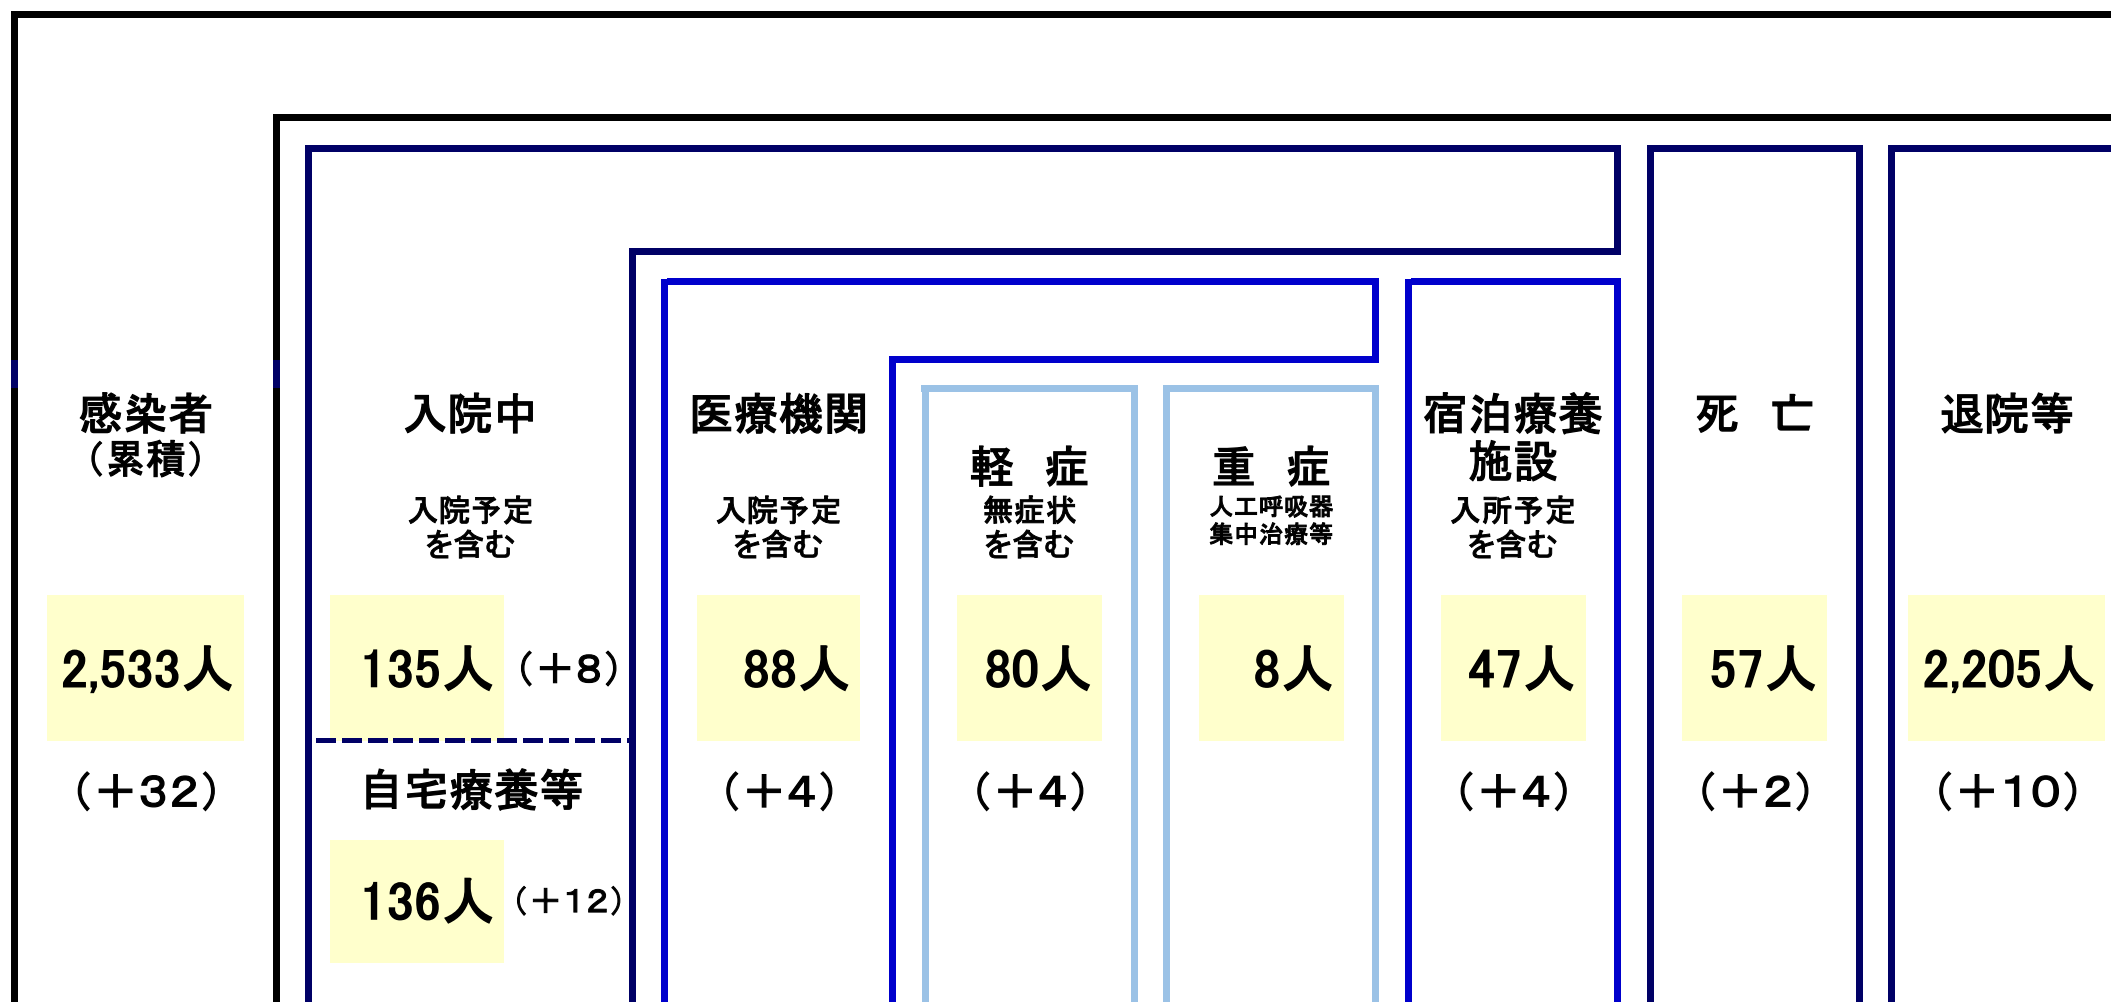 感染者
（累積）
2,533人
（＋32）
入院中
入院予定
を含む
135人 （＋8）
自宅療養等
136人 （＋12）
医療機関
入院予定
を含む
88人
（＋4）
軽 症
無症状
を含む
80人
（＋4）
重 症
人工呼吸器
集中治療等
8人
宿泊療養
施設
入所予定
を含む
47人
（＋4）
死 亡
57人
（＋2）
退院等
2,205人
（＋10）